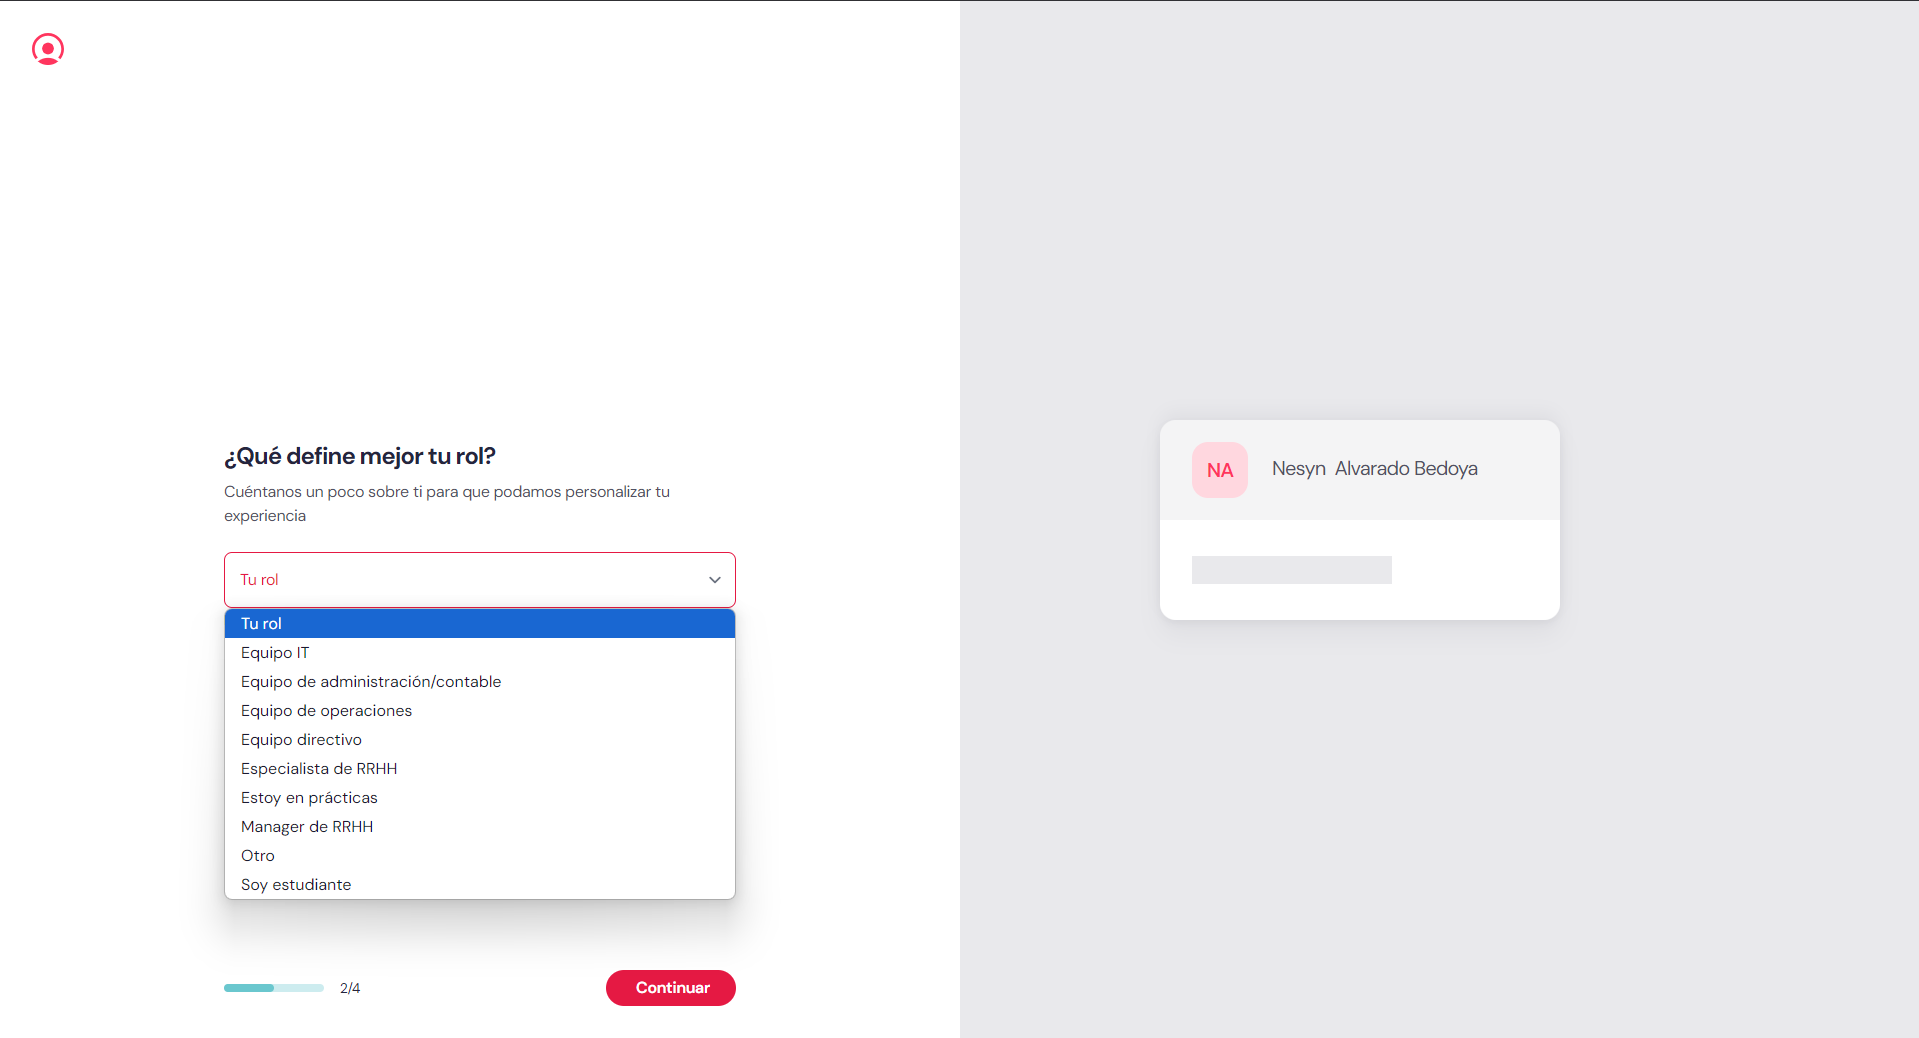 ¿Qué define mejor tu rol?
Cuéntanos un poco sobre ti para que podamos personalizar tu
experiencia
Tu rol
Tu rol
Equipo IT
Equipo de administración/contable
Equipo de operaciones
Equipo directivo
Especialista de RRHH
Estoy en prácticas
Manager de RRHH
Otro
Soy estudiante
2/4
Continuar
NA
Nesyn  Alvarado Bedoya